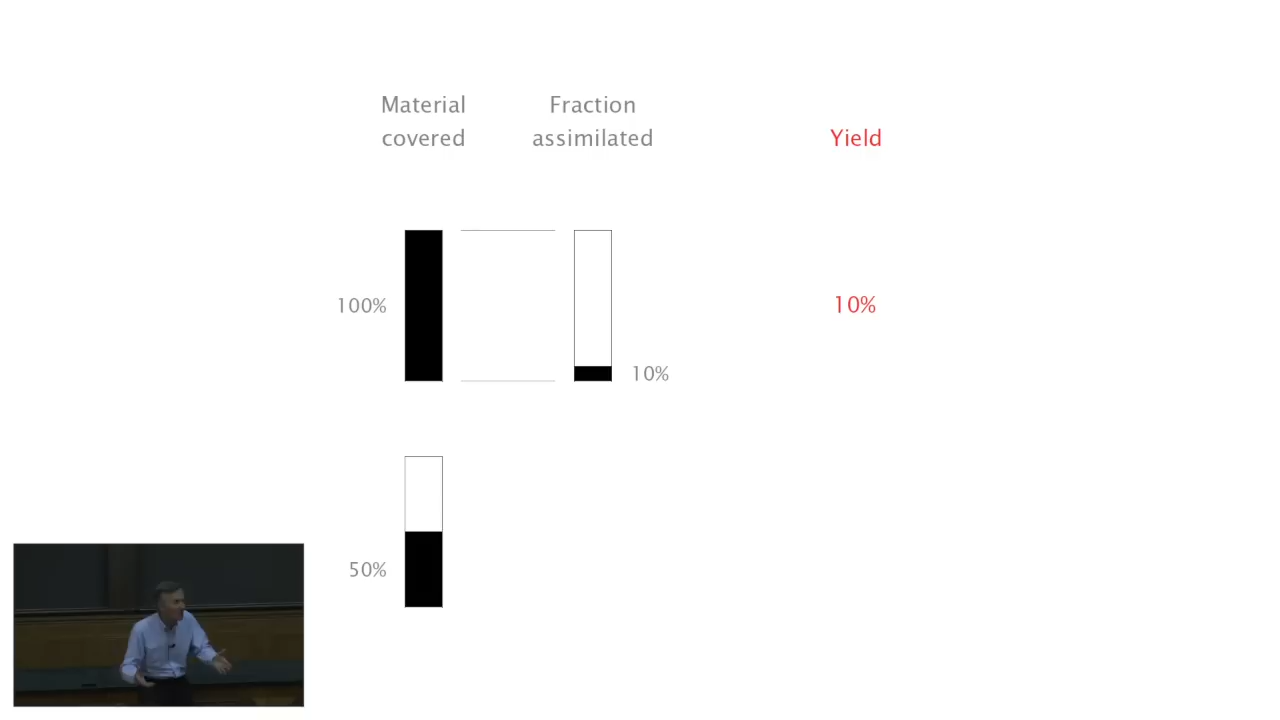 Material
covered
Fraction
assimilated
Yield
100%
10%
10%
50%